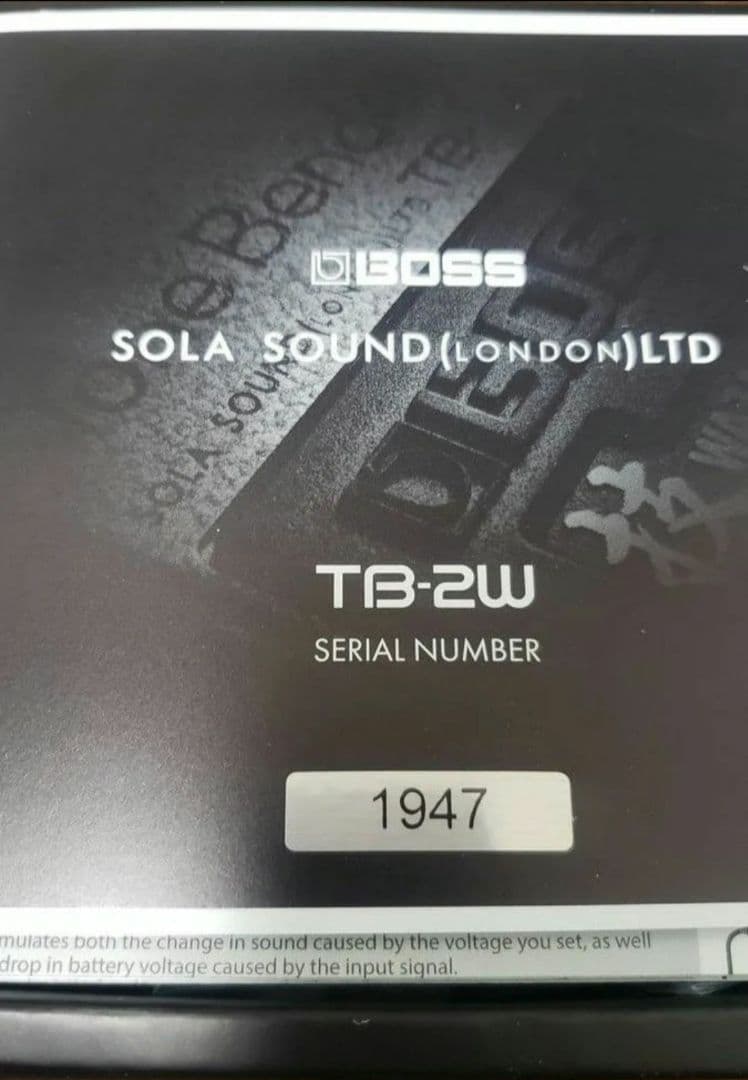 BOSS
SOLA SOUND (LONDON) LTD
TB-2W
SERIAL NUMBER
1947
mulates both the change in sound caused by the voltage you set, as well
drop in battery voltage caused by the input signal.